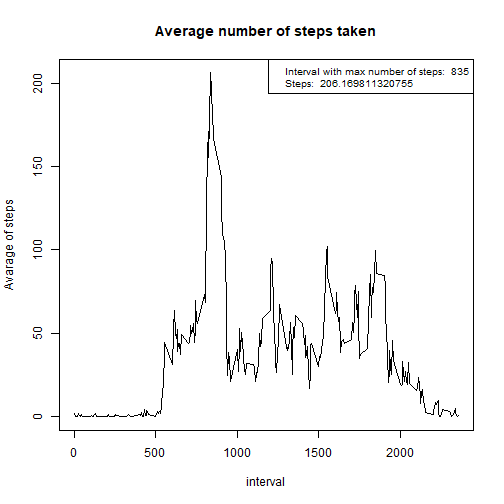 Average number of steps taken
Interval with max number of steps:  835
Steps:  206.169811320755
Avarage of steps
200
150
100
50
0
0 500 1000 1500 2000
interval